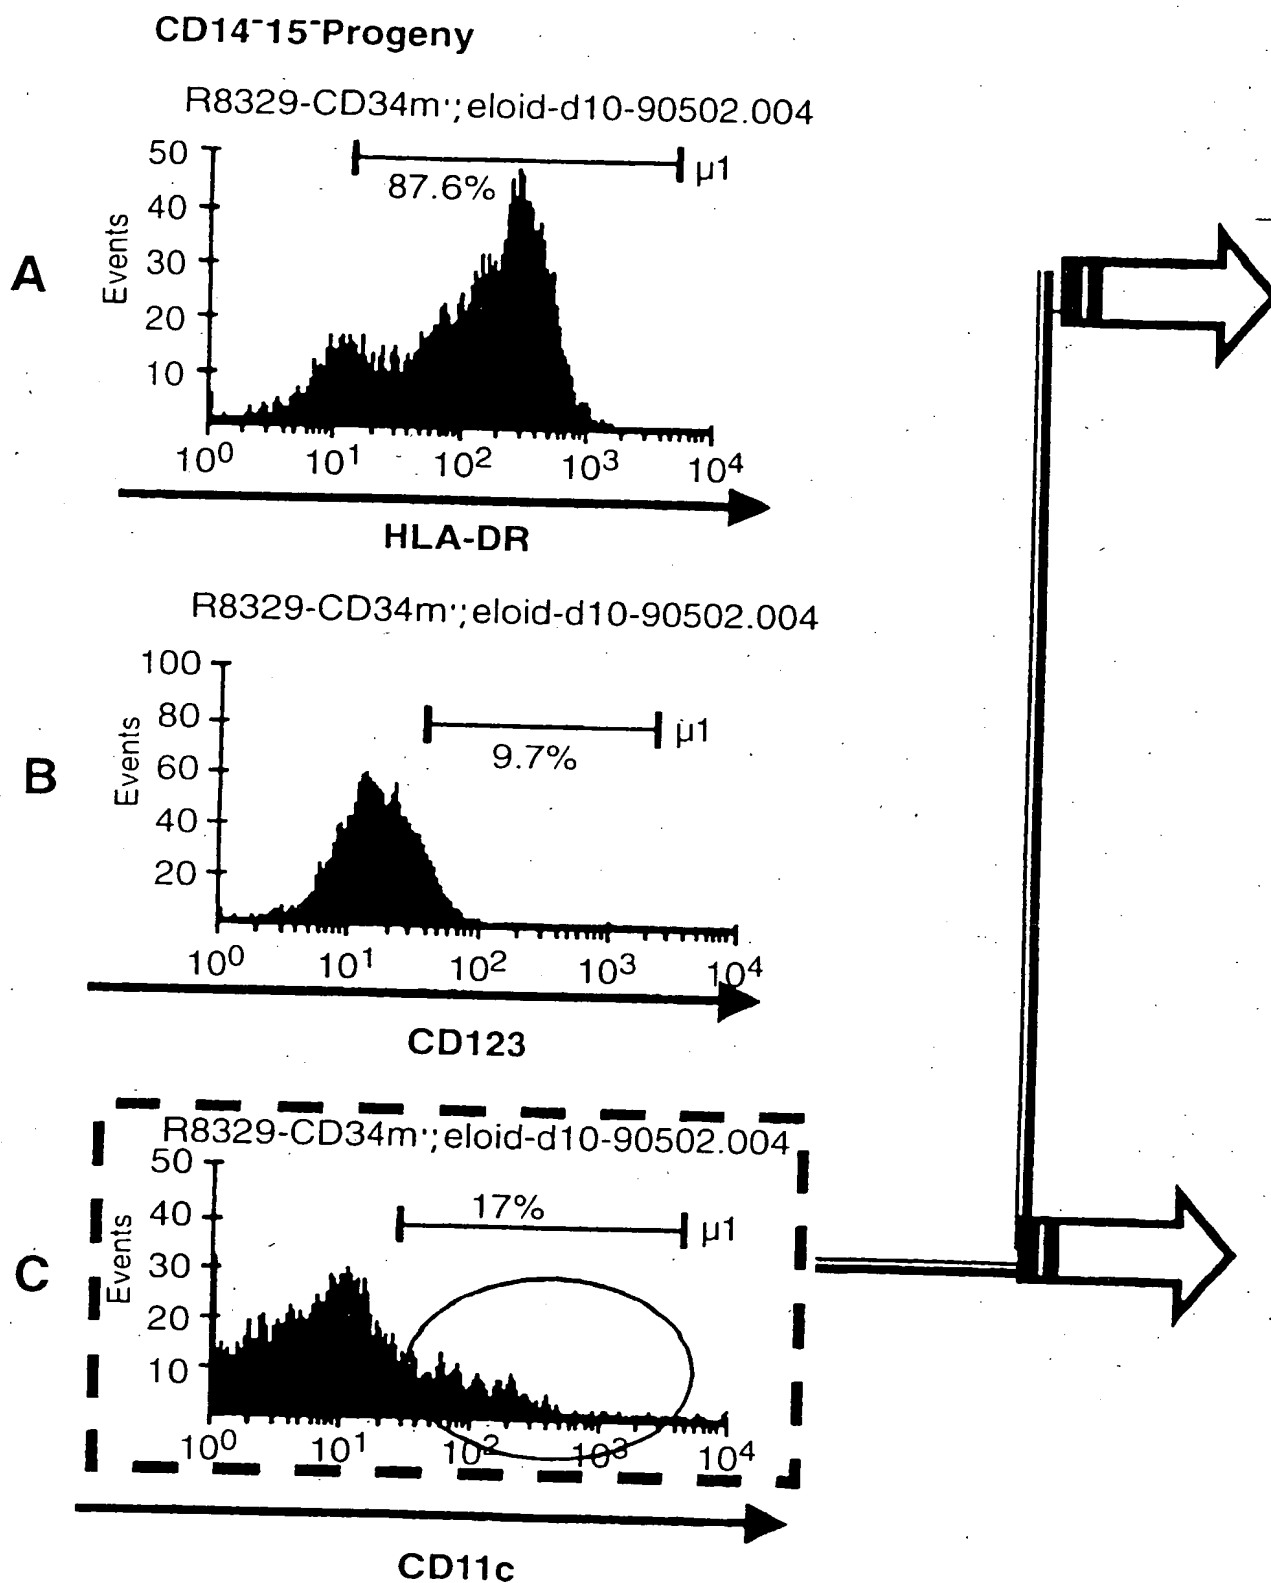 CD14⁻15⁻Progeny
R8329-CD34m·;eloid-d10-90502.004
A
Events
50
40
30
20
10
87.6%
μ1
10⁰ 10¹ 10² 10³ 10⁴
HLA-DR
R8329-CD34m·;eloid-d10-90502.004
B
Events
100
80
60
40
20
9.7%
μ1
10⁰ 10¹ 10² 10³ 10⁴
CD123
R8329-CD34m·;eloid-d10-90502.004
C
Events
50
40
30
20
10
17%
μ1
10⁰ 10¹ 10² 10³ 10⁴
CD11c